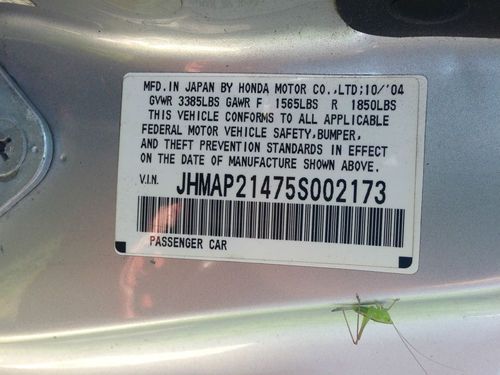 MFD. IN JAPAN BY HONDA MOTOR CO., LTD; 10/'04
GVWR 3385LBS GAWR F 1565LBS R 1850LBS
THIS VEHICLE CONFORMS TO ALL APPLICABLE
FEDERAL MOTOR VEHICLE SAFETY, BUMPER,
AND THEFT PREVENTION STANDARDS IN EFFECT
ON THE DATE OF MANUFACTURE SHOWN ABOVE.
V.I.N. JHMAP21475S002173
PASSENGER CAR